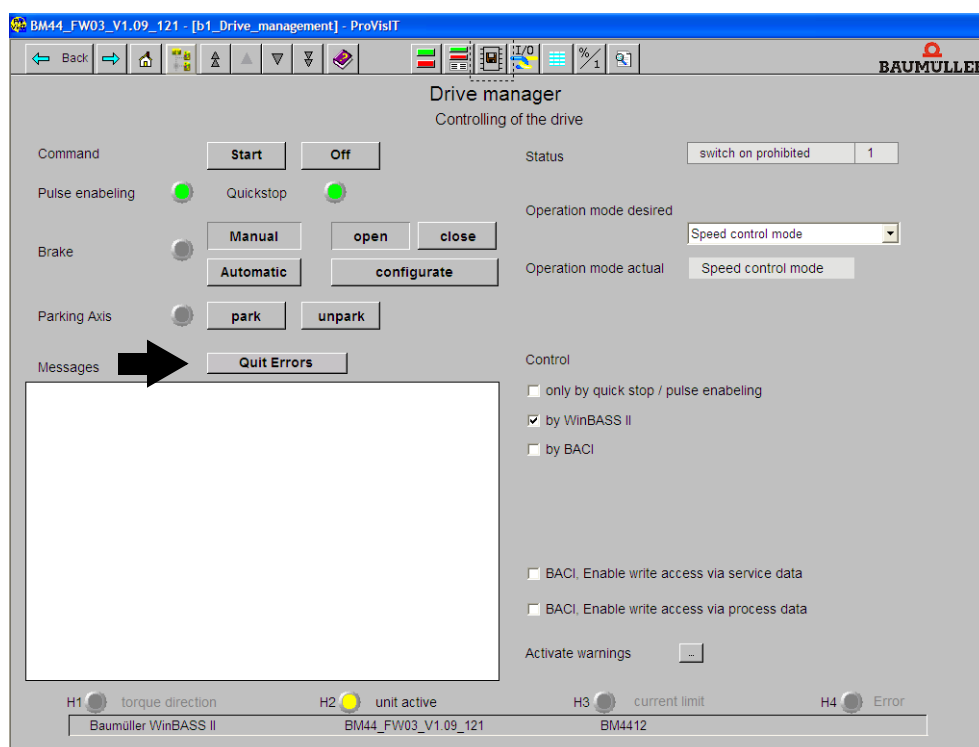 BM44_FW03_V1.09_121 - [b1_Drive_management] - ProVisIT
Back I/O %/1 BAUMÜLLER
Drive manager
Controlling of the drive
Command Start Off Status switch on prohibited 1
Pulse enabeling Quickstop
Operation mode desired
Manual open close Speed control mode
Brake
Automatic configurate Operation mode actual Speed control mode
Parking Axis park unpark
Messages Quit Errors Control
only by quick stop / pulse enabeling
by WinBASS II
by BACI
BACI, Enable write access via service data
BACI, Enable write access via process data
Activate warnings ...
H1 torque direction H2 unit active H3 current limit H4 Error
Baumüller WinBASS II BM44_FW03_V1.09_121 BM4412